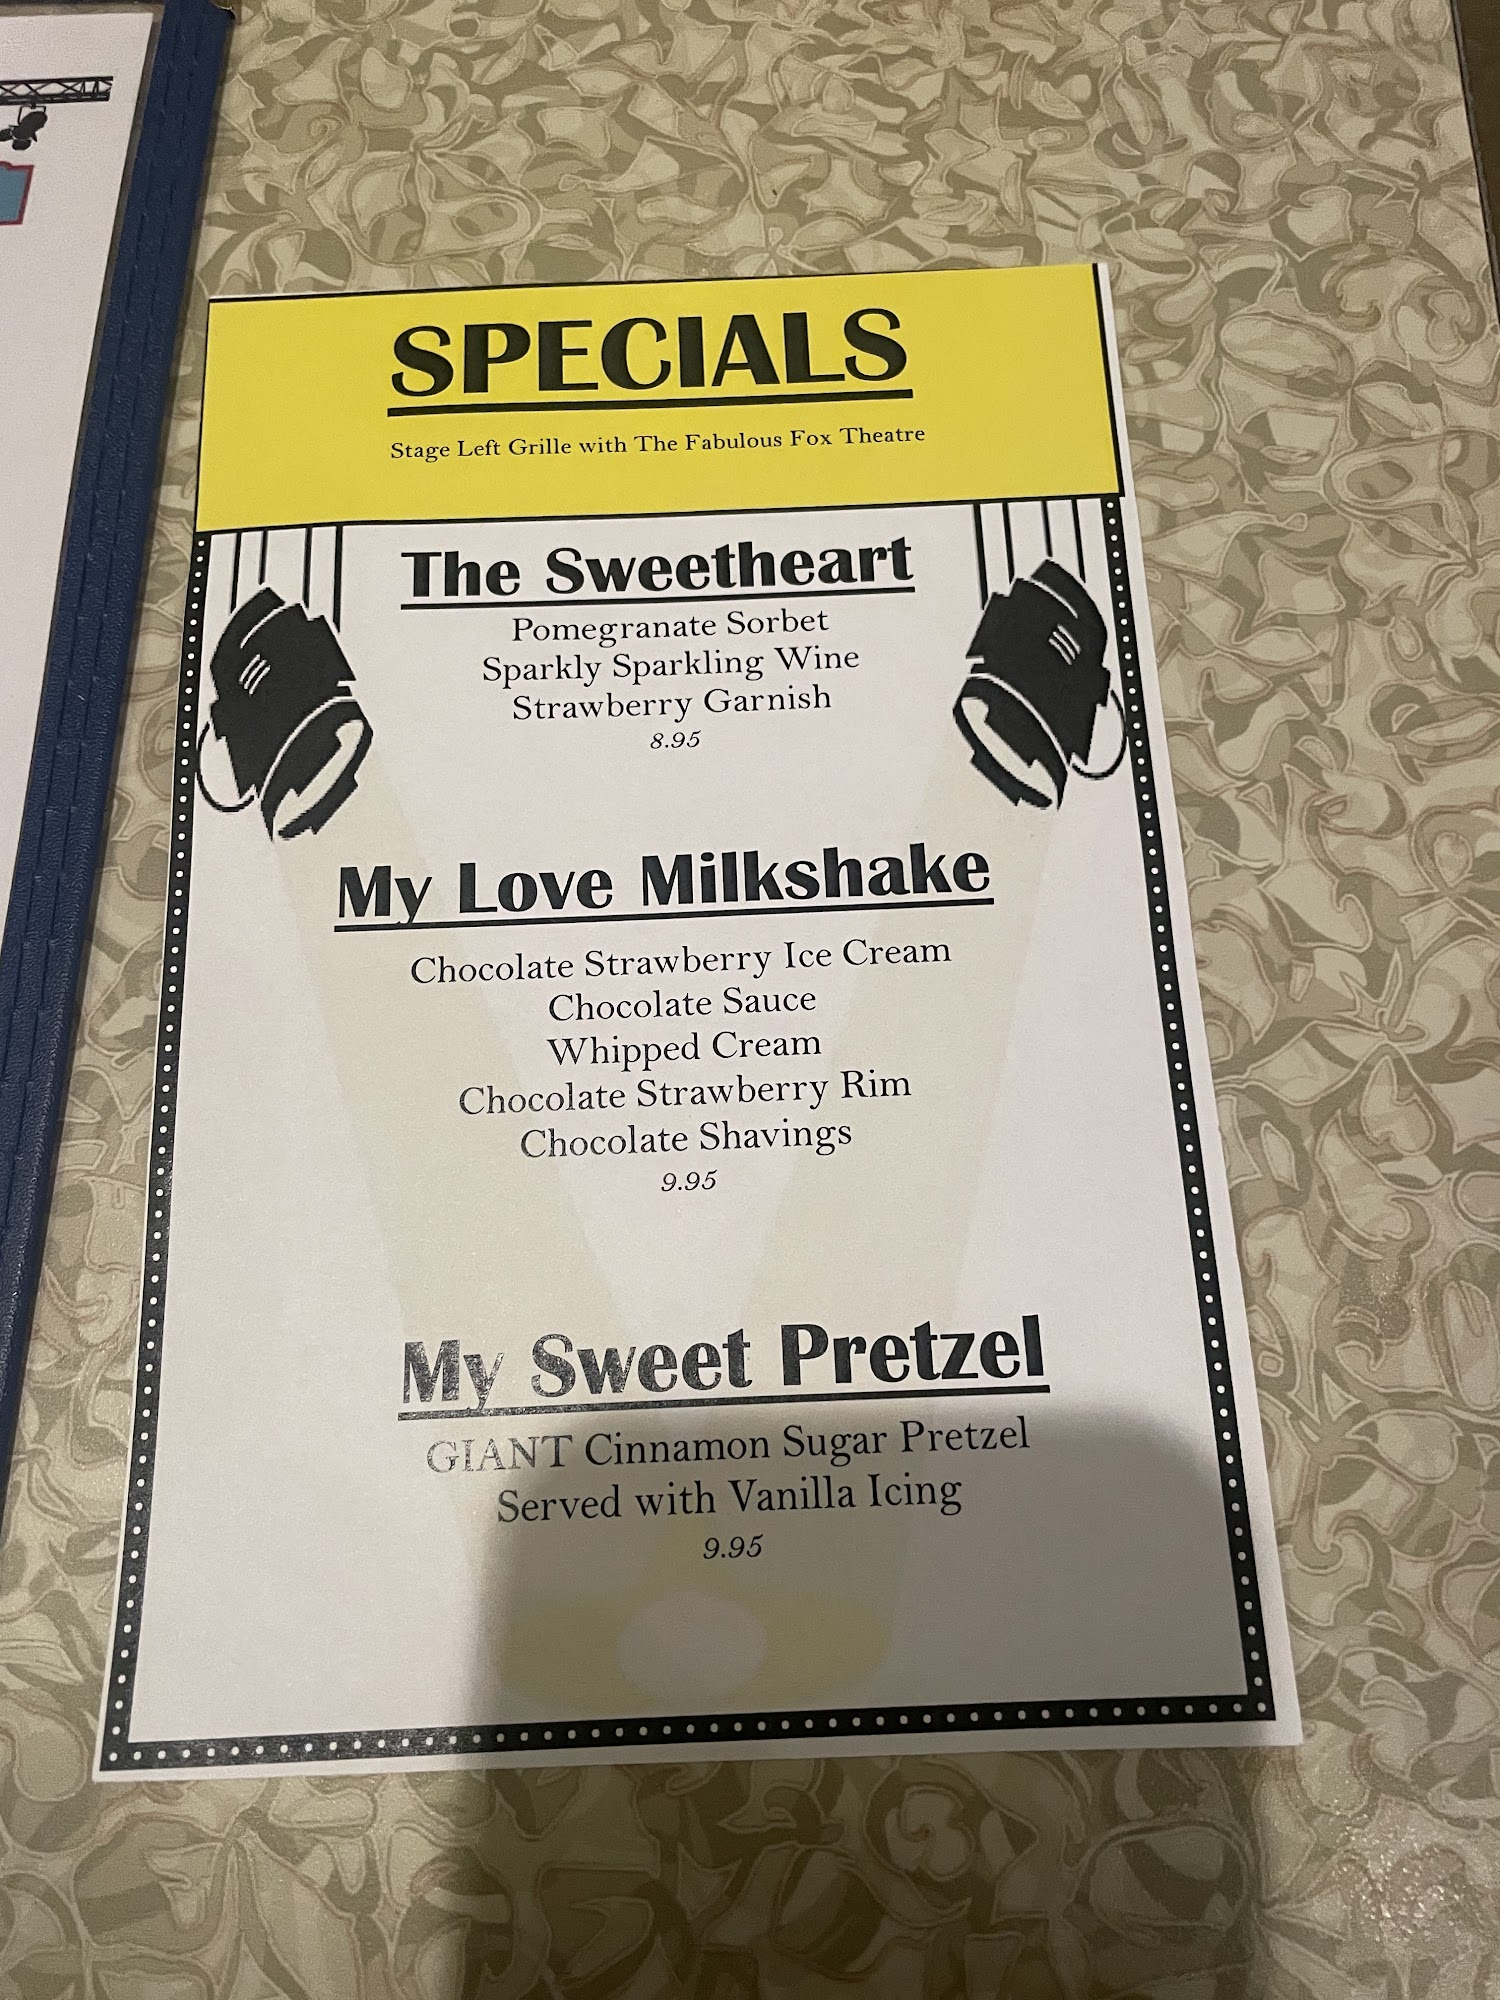 SPECIALS
Stage Left Grille with The Fabulous Fox Theatre
The Sweetheart
Pomegranate Sorbet
Sparkly Sparkling Wine
Strawberry Garnish
8.95
My Love Milkshake
Chocolate Strawberry Ice Cream
Chocolate Sauce
Whipped Cream
Chocolate Strawberry Rim
Chocolate Shavings
9.95
My Sweet Pretzel
GIANT Cinnamon Sugar Pretzel
Served with Vanilla Icing
9.95